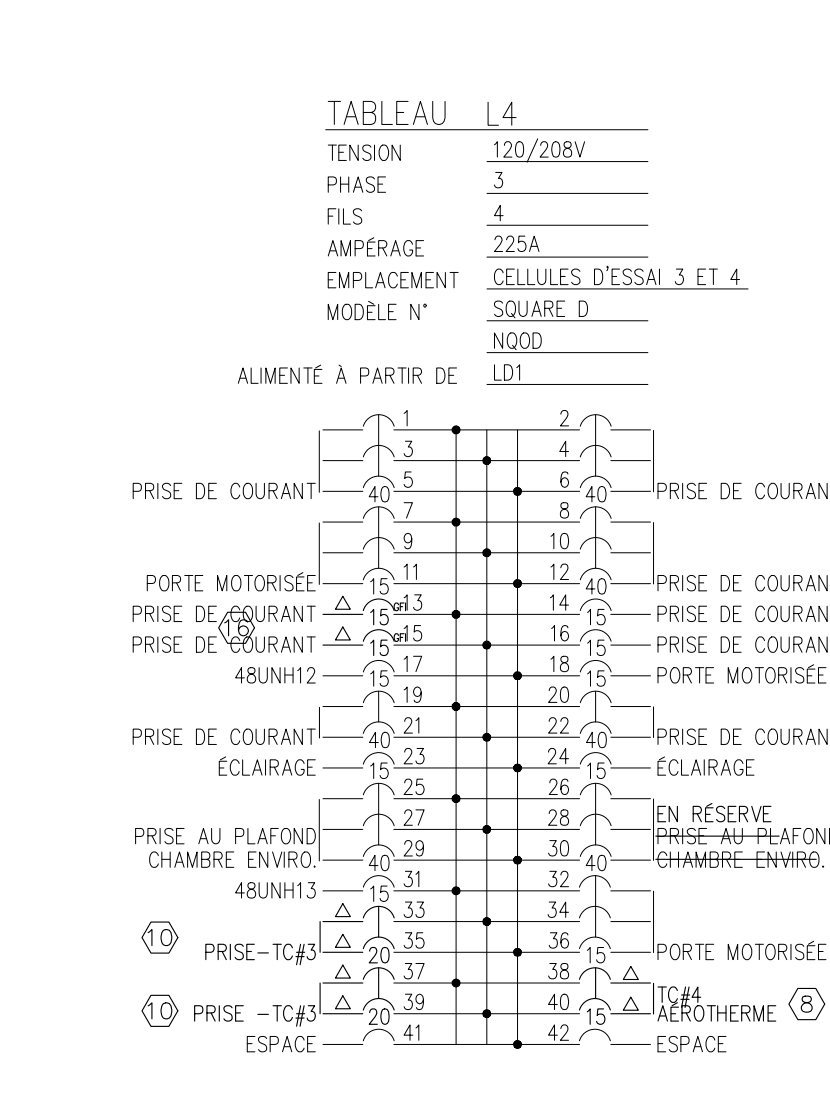 TABLEAU L4
TENSION 120/208V
PHASE 3
FILS 4
AMPÉRAGE 225A
EMPLACEMENT CELLULES D'ESSAI 3 ET 4
MODÈLE N° SQUARE D
NQOD
ALIMENTÉ À PARTIR DE LD1
1 2
3 4
PRISE DE COURANT 40 5 6 40 PRISE DE COURAN
7 8
9 10
PORTE MOTORISÉE 15 11 12 40 PRISE DE COURAN
PRISE DE COURANT 15 GFI 13 14 15 PRISE DE COURAN
16
PRISE DE COURANT 15 GFI 15 16 15 PRISE DE COURAN
48UNH12 15 17 18 15 PORTE MOTORISÉE
19 20
PRISE DE COURANT 40 21 22 40 PRISE DE COURAN
ÉCLAIRAGE 15 23 24 15 ÉCLAIRAGE
25 26
27 28 EN RÉSERVE
PRISE AU PLAFOND PRISE AU PLAFON
CHAMBRE ENVIRO. 40 29 30 40 CHAMBRE ENVIRO.
48UNH13 15 31 32
33 34
10 PRISE-TC#3 20 35 36 15 PORTE MOTORISÉE
37 38
TC#4
10 PRISE -TC#3 20 39 40 15 AÉROTHERME 8
ESPACE 41 42 ESPACE